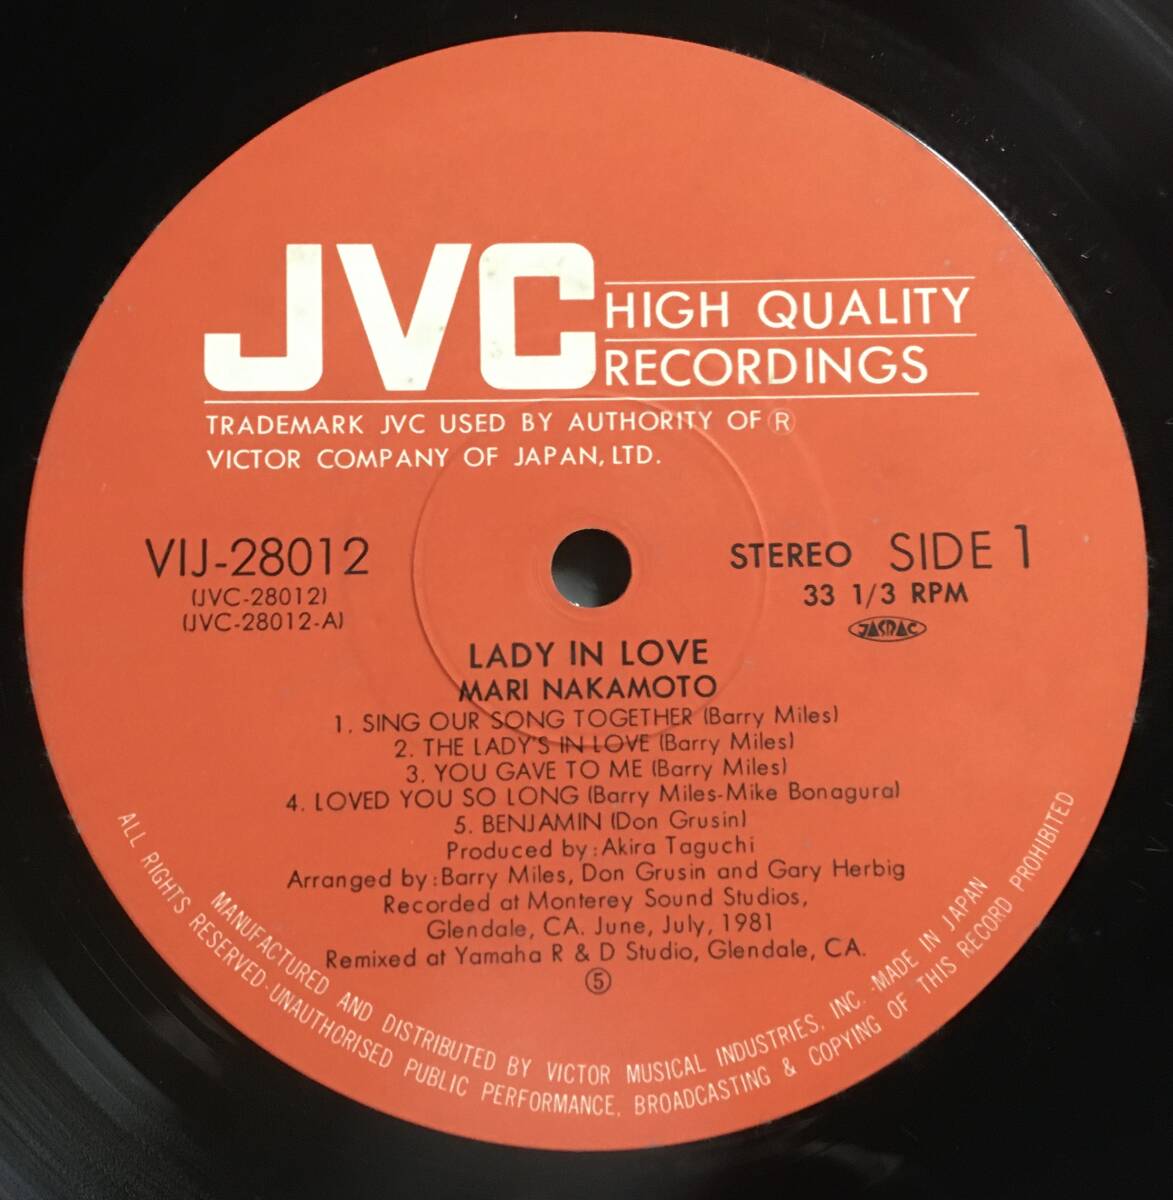 JVC HIGH QUALITY
RECORDINGS
TRADEMARK JVC USED BY AUTHORITY OF Ⓡ
VICTOR COMPANY OF JAPAN, LTD.
VIJ-28012
(JVC-28012)
(JVC-28012-A)
STEREO SIDE 1
33 1/3 RPM
JASRAC
LADY IN LOVE
MARI NAKAMOTO
1. SING OUR SONG TOGETHER (Barry Miles)
2. THE LADY'S IN LOVE (Barry Miles)
3. YOU GAVE TO ME (Barry Miles)
4. LOVED YOU SO LONG (Barry Miles-Mike Bonagura)
5. BENJAMIN (Don Grusin)
Produced by: Akira Taguchi
Arranged by: Barry Miles, Don Grusin and Gary Herbig
Recorded at Monterey Sound Studios,
Glendale, CA. June, July, 1981
Remixed at Yamaha R & D Studio, Glendale, CA.
⑤
MANUFACTURED AND DISTRIBUTED BY VICTOR MUSICAL INDUSTRIES, INC. MADE IN JAPAN
ALL RIGHTS RESERVED. UNAUTHORISED PUBLIC PERFORMANCE, BROADCASTING & COPYING OF THIS RECORD PROHIBITED